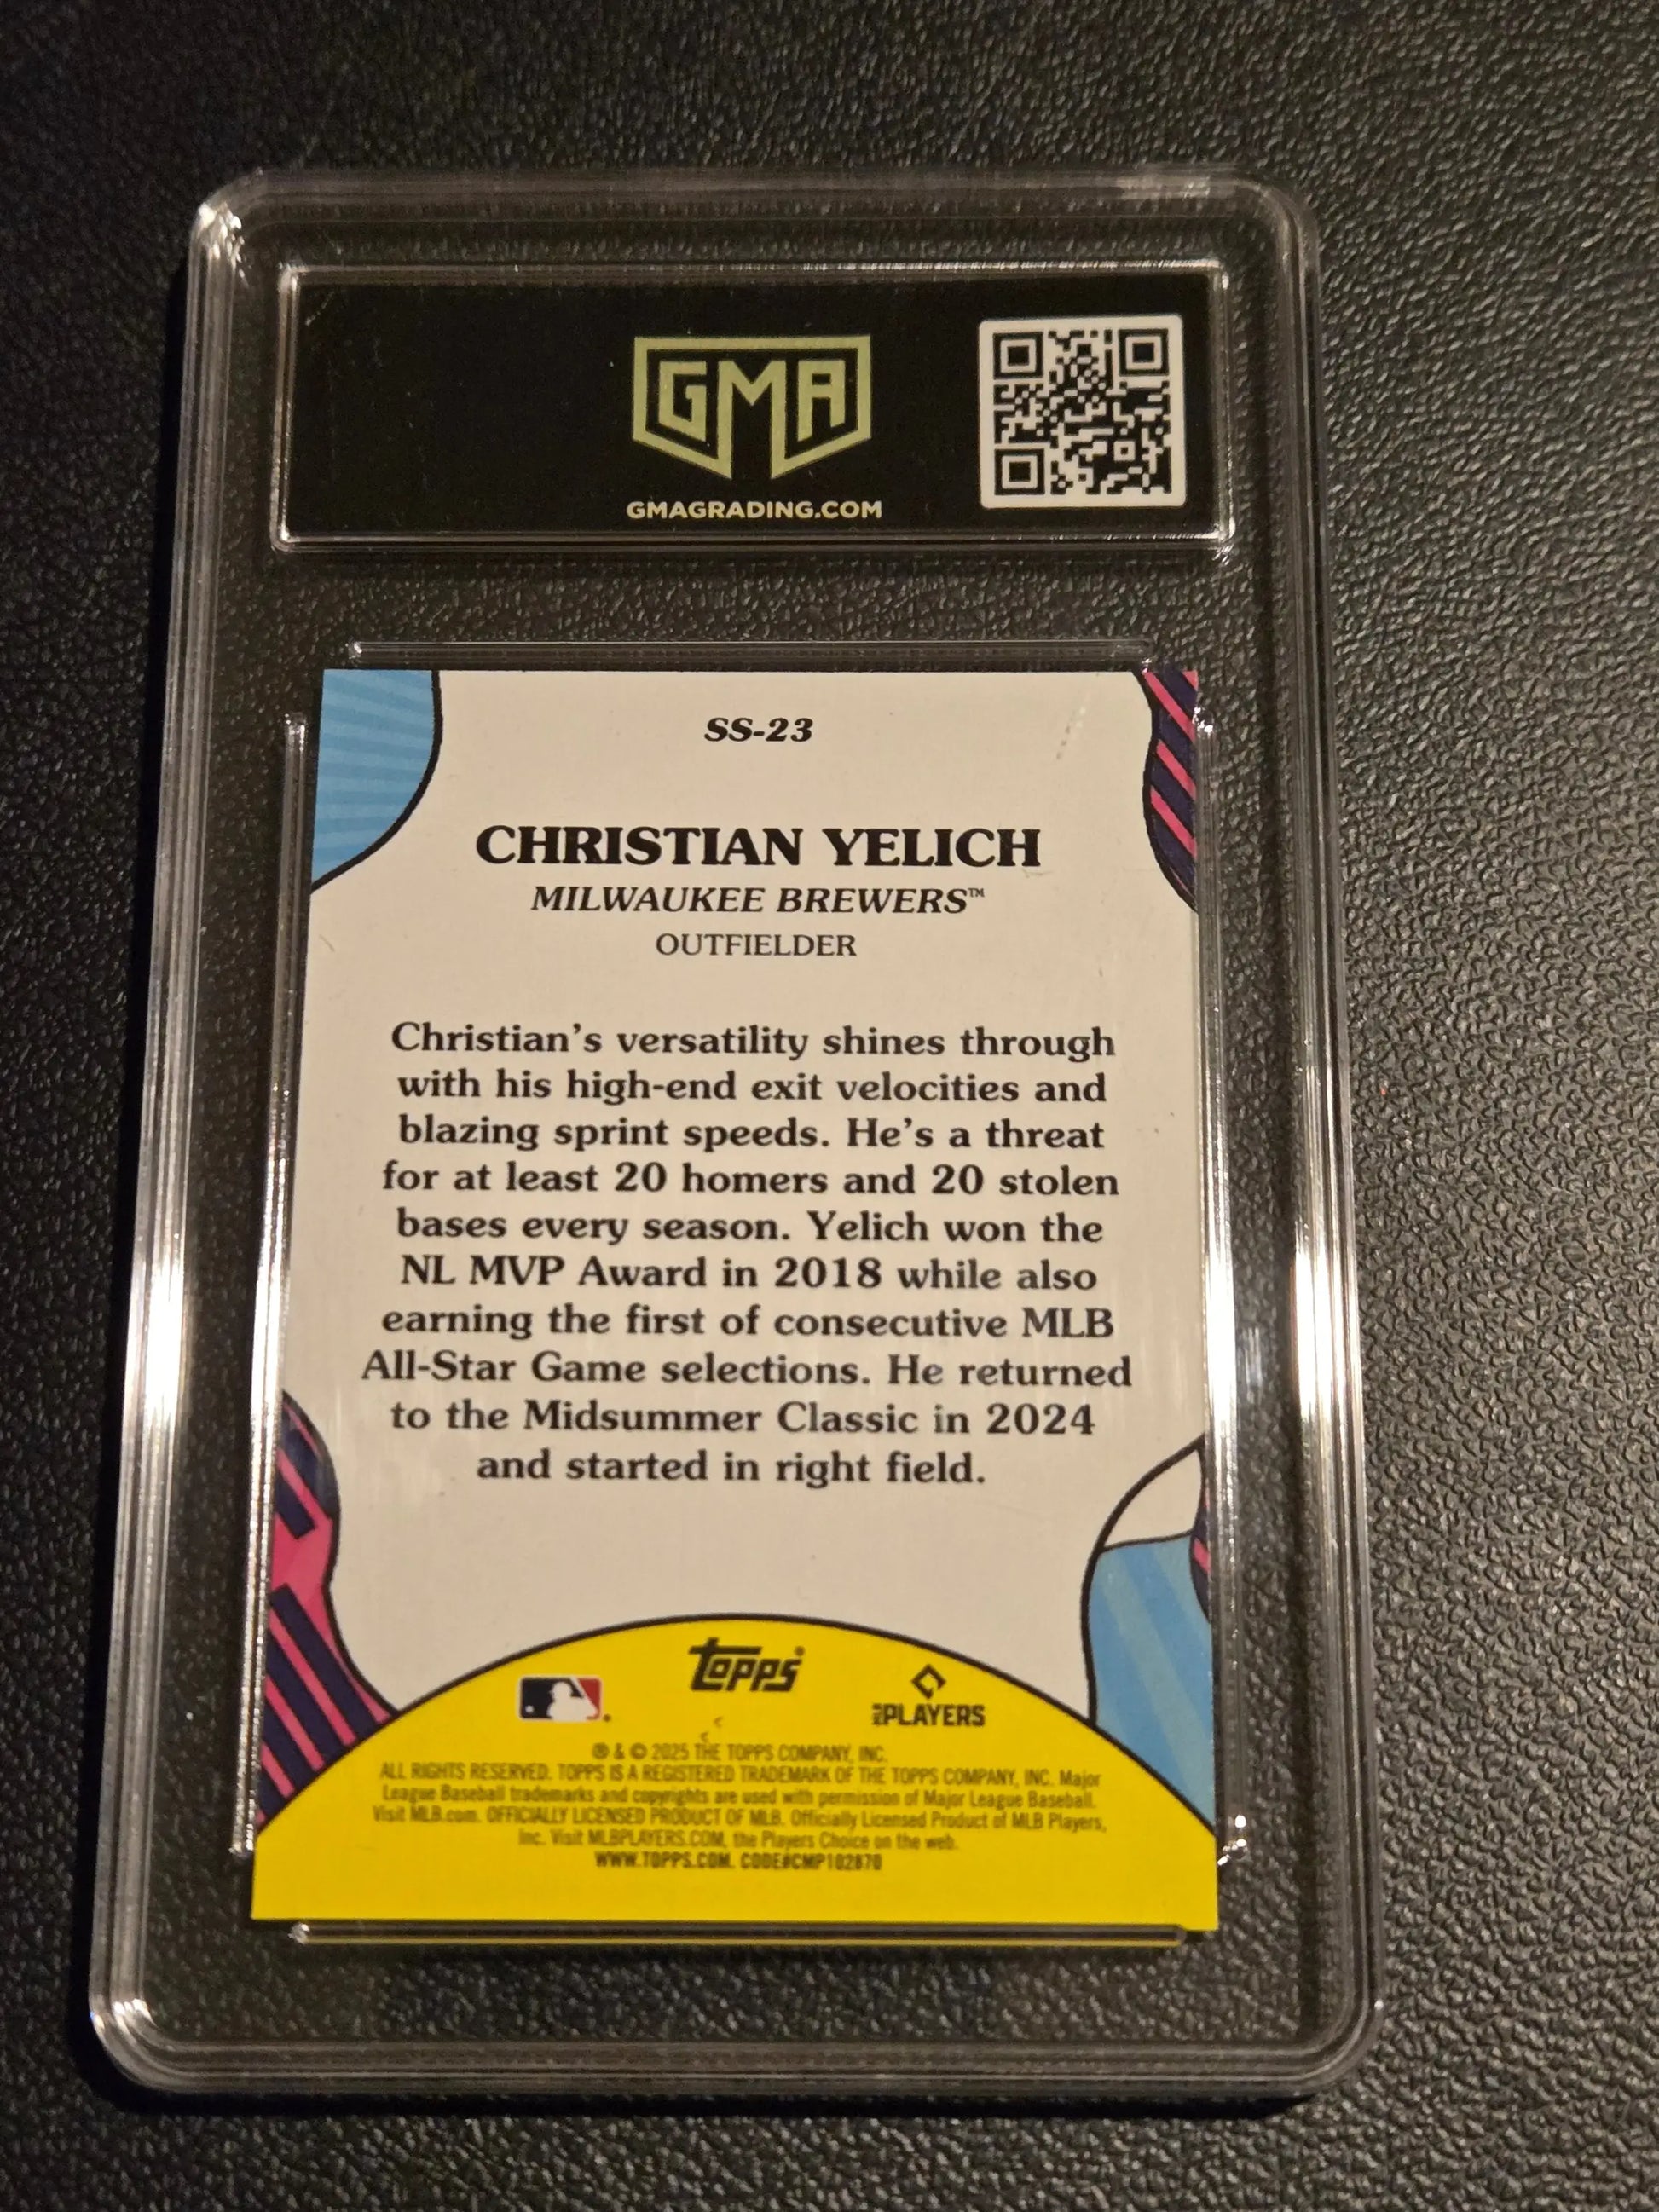 GMA
GMAGRADING.COM
SS-23
CHRISTIAN YELICH
MILWAUKEE BREWERS™
OUTFIELDER
Christian's versatility shines through
with his high-end exit velocities and
blazing sprint speeds. He's a threat
for at least 20 homers and 20 stolen
bases every season. Yelich won the
NL MVP Award in 2018 while also
earning the first of consecutive MLB
All-Star Game selections. He returned
to the Midsummer Classic in 2024
and started in right field.
topps®
PLAYERS
® & © 2025 THE TOPPS COMPANY, INC.
ALL RIGHTS RESERVED. TOPPS IS A REGISTERED TRADEMARK OF THE TOPPS COMPANY, INC. Major
League Baseball trademarks and copyrights are used with permission of Major League Baseball.
Visit MLB.com. OFFICIALLY LICENSED PRODUCT OF MLB. Officially Licensed Product of MLB Players,
Inc. Visit MLBPLAYERS.COM, the Players Choice on the web.
WWW.TOPPS.COM. CODE#CMP102870